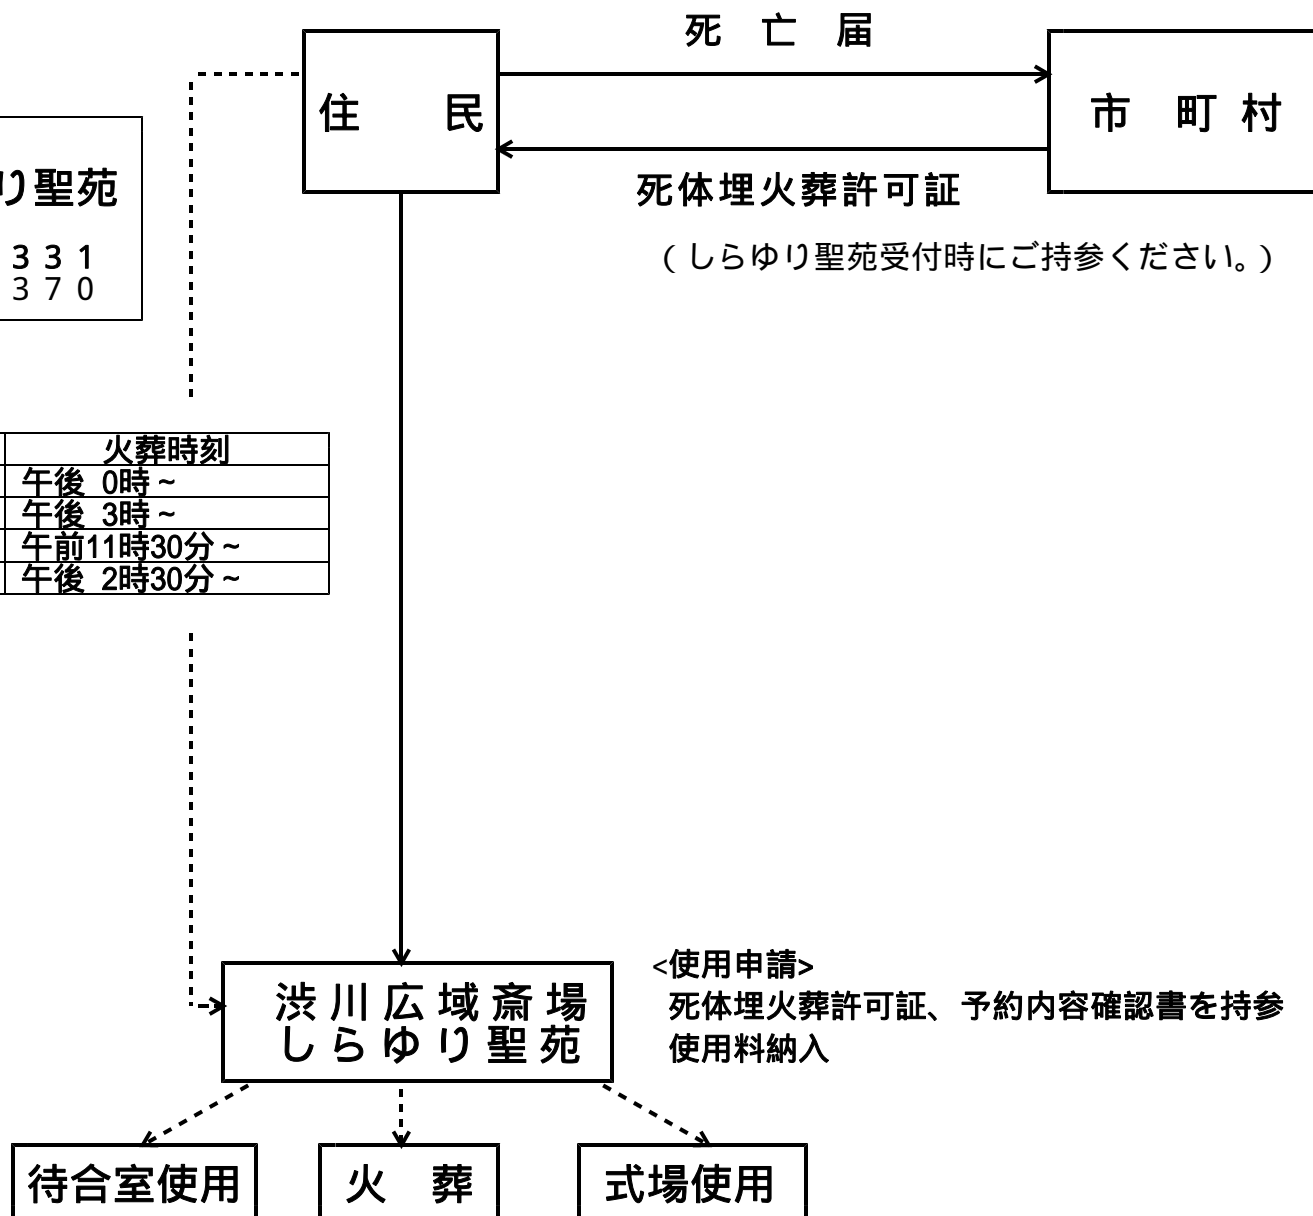 死 亡 届
住 民
市 町 村
り聖苑
死体埋火葬許可証
331
（しらゆり聖苑受付時にご持参ください。）
370
火葬時刻
午後 0時~
午後 3時~
午前11時30分~
午後 2時30分~
<使用申請>
渋川広域斎場
死体埋火葬許可証、予約内容確認書を持参
しらゆり聖苑
使用料納入
待合室使用
火 葬
式場使用